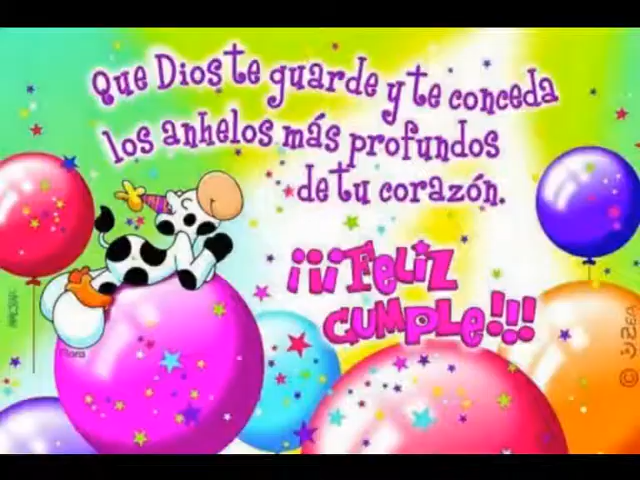 Que Dios te guarde y te conceda
los anhelos más profundos
de tu corazón.
¡¡¡Feliz
Cumple!!!